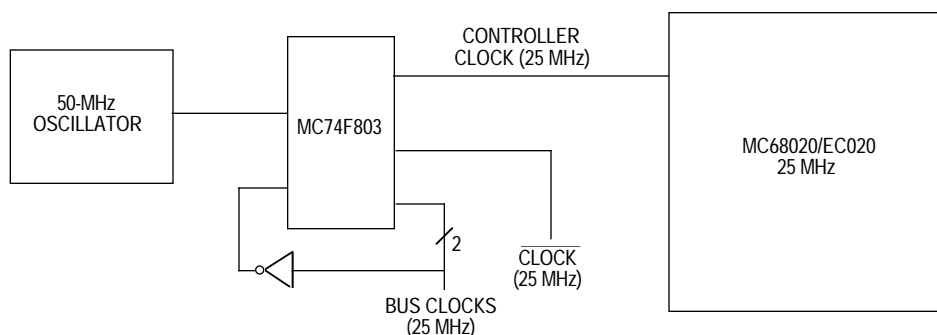 50-MHz
OSCILLATOR
MC74F803
CONTROLLER
CLOCK (25 MHz)
MC68020/EC020
25 MHz
2
CLOCK
(25 MHz)
BUS CLOCKS
(25 MHz)